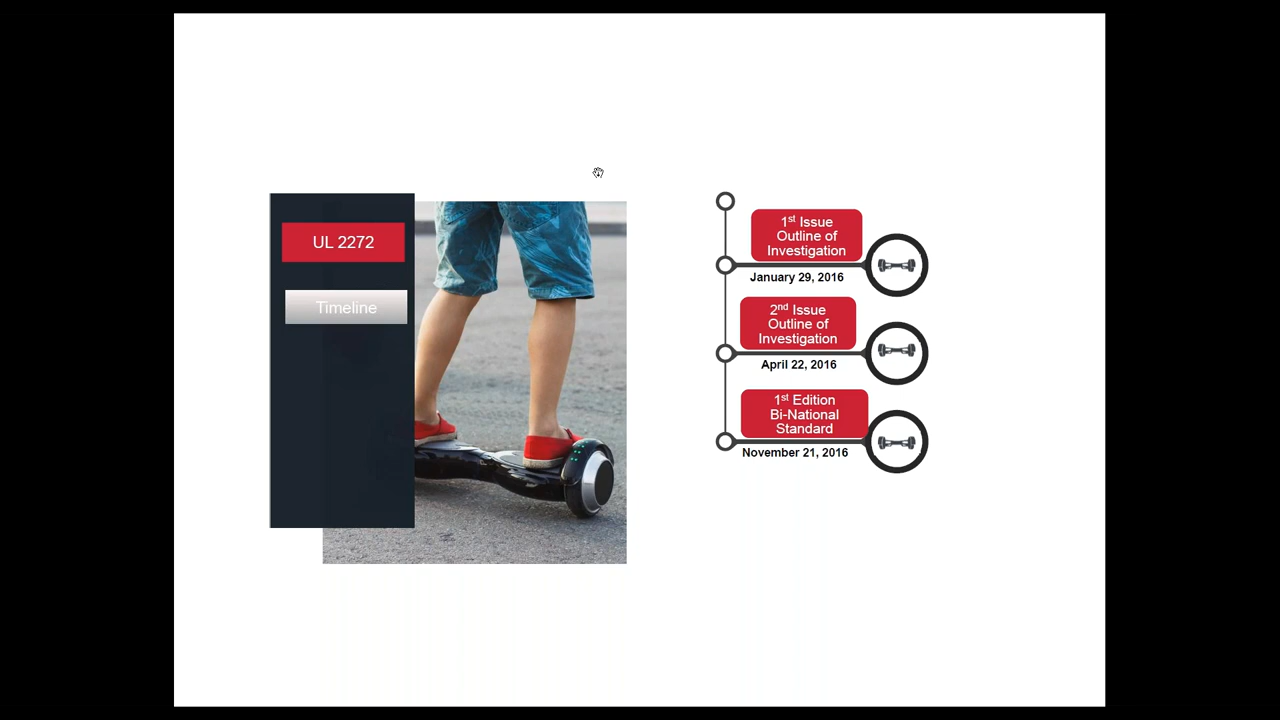 UL 2272
Timeline
1st Issue
Outline of
Investigation
January 29, 2016
2nd Issue
Outline of
Investigation
April 22, 2016
1st Edition
Bi-National
Standard
November 21, 2016